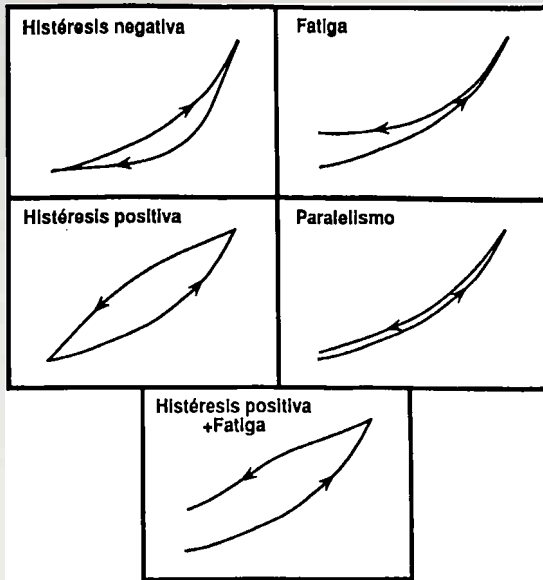 Histéresis negativa
Fatiga
Histéresis positiva
Paralelismo
Histéresis positiva
+Fatiga